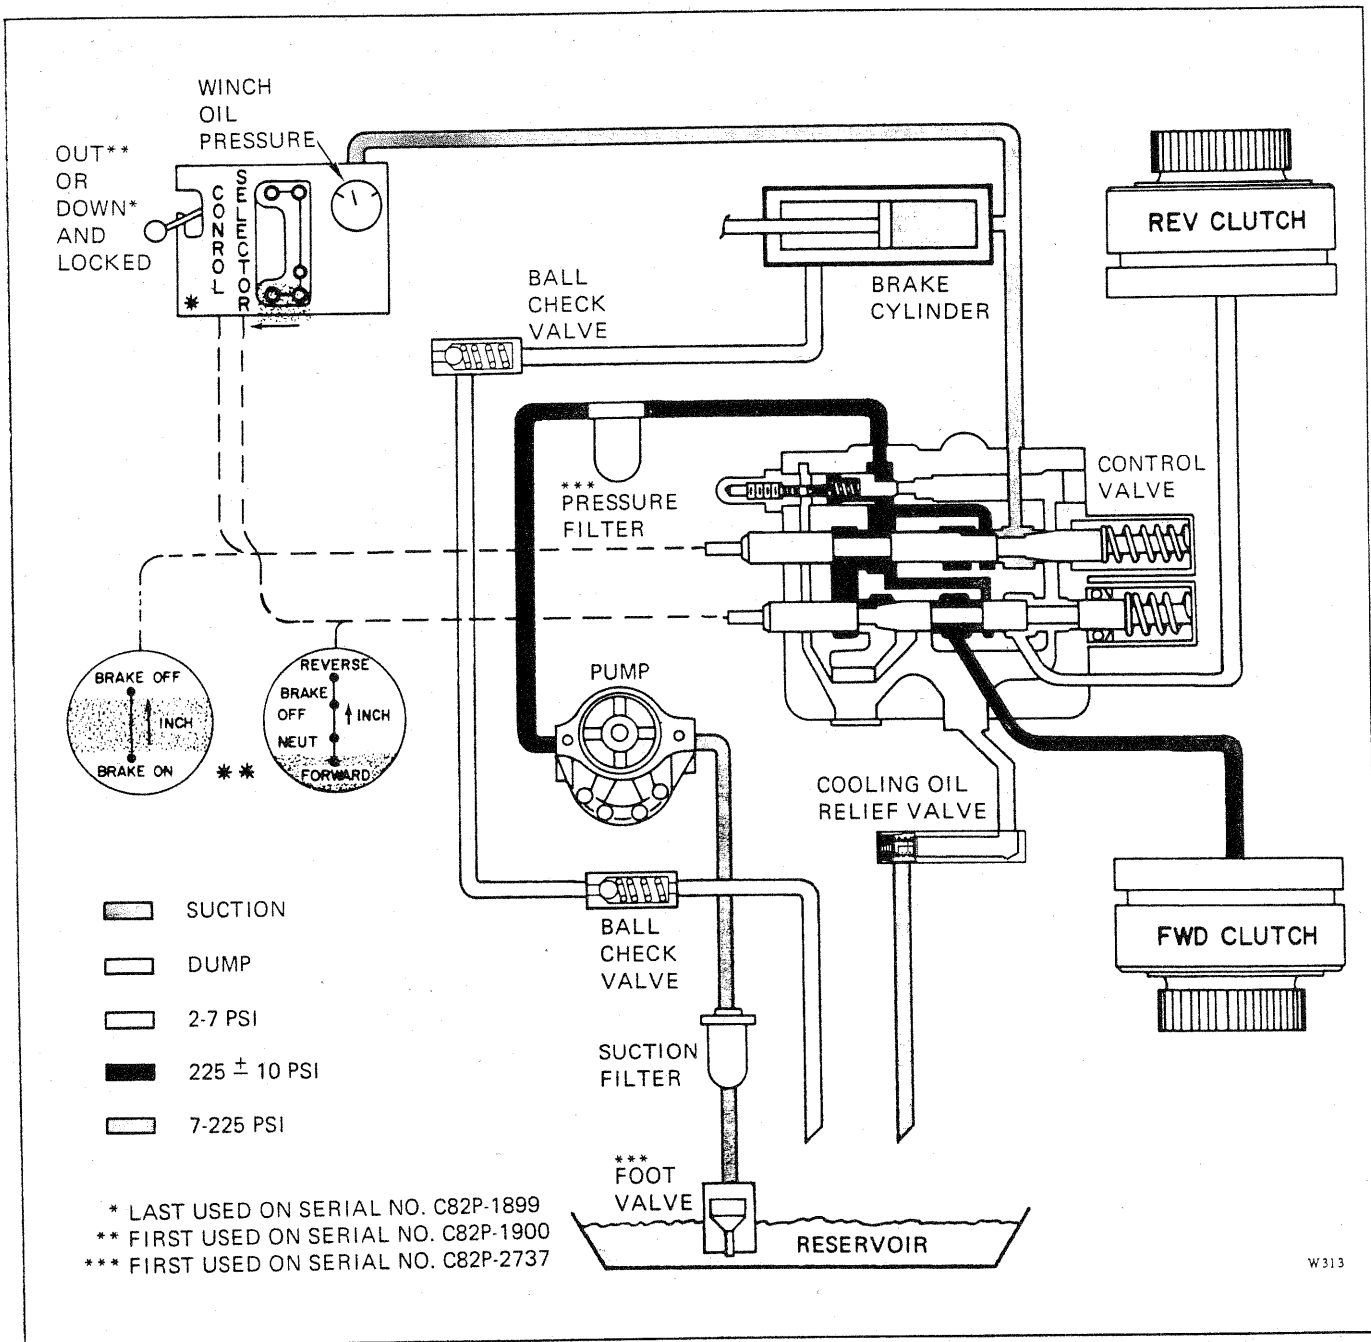 WINCH
OIL
PRESSURE
OUT**
OR
DOWN*
AND
LOCKED
CONROL
SELECTOR
*
BALL
CHECK
VALVE
BRAKE
CYLINDER
REV CLUTCH
***
PRESSURE
FILTER
CONTROL
VALVE
BRAKE OFF
INCH
BRAKE ON
**
REVERSE
BRAKE
OFF
INCH
NEUT
FORWARD
PUMP
COOLING OIL
RELIEF VALVE
FWD CLUTCH
BALL
CHECK
VALVE
SUCTION
FILTER
***
FOOT
VALVE
RESERVOIR
SUCTION
DUMP
2-7 PSI
225 ± 10 PSI
7-225 PSI
* LAST USED ON SERIAL NO. C82P-1899
** FIRST USED ON SERIAL NO. C82P-1900
*** FIRST USED ON SERIAL NO. C82P-2737
W313